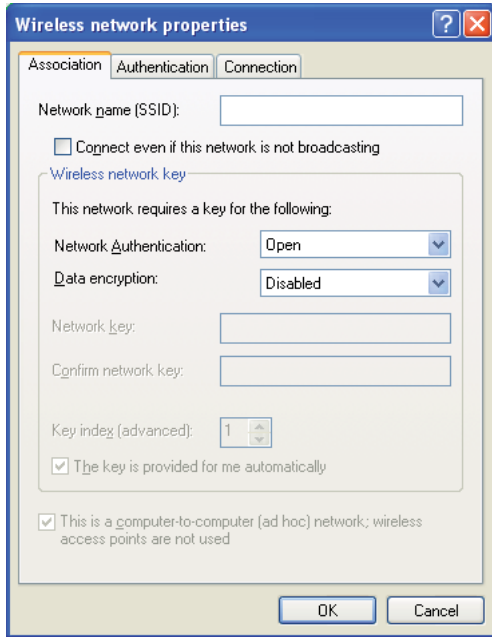 Wireless network properties
Association Authentication Connection
Network name (SSID):
Connect even if this network is not broadcasting
Wireless network key
This network requires a key for the following:
Network Authentication: Open
Data encryption: Disabled
Network key:
Confirm network key:
Key index (advanced): 1
The key is provided for me automatically
This is a computer-to-computer (ad hoc) network; wireless
access points are not used
OK Cancel